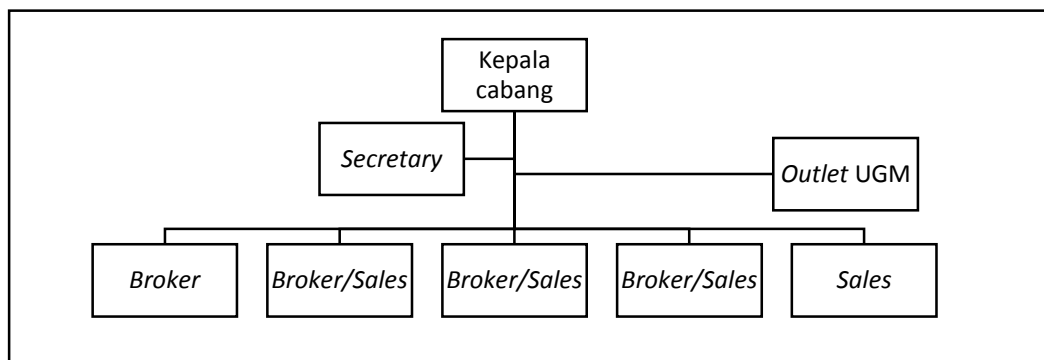 Kepala
cabang
Secretary
Outlet UGM
Broker
Broker/Sales
Broker/Sales
Broker/Sales
Sales